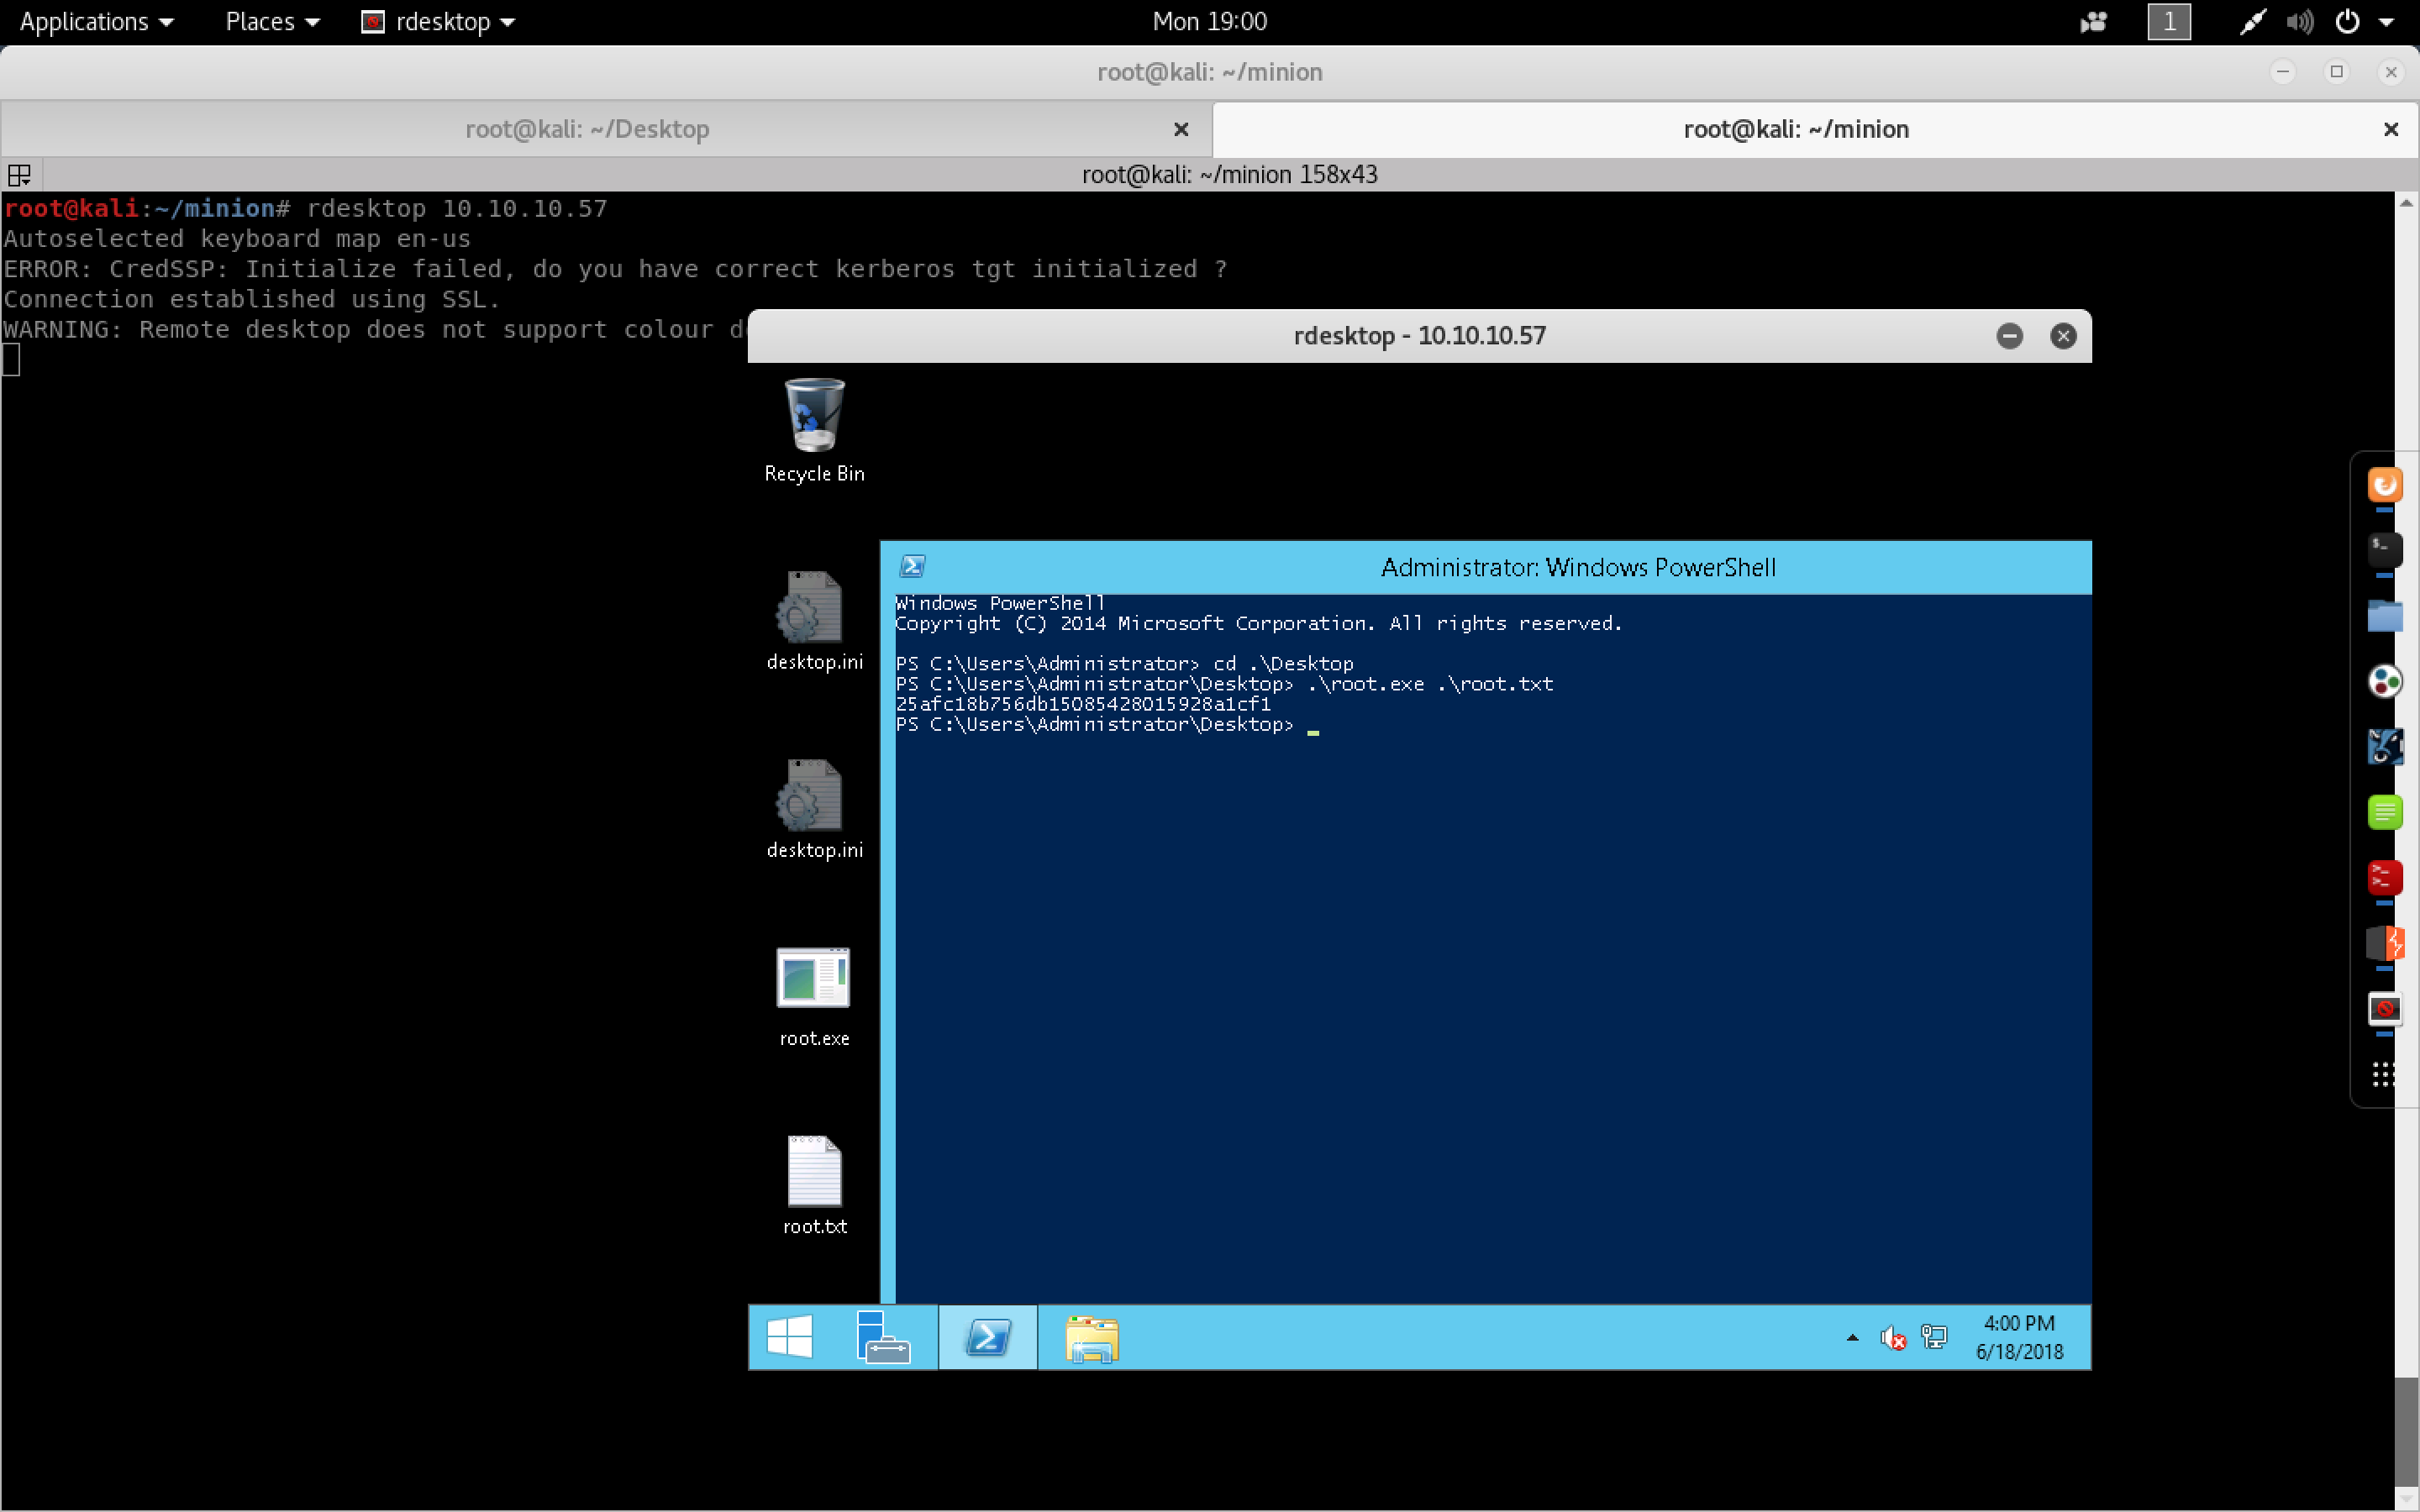 Applications Places rdesktop Mon 19:00 1
root@kali: ~/minion
root@kali: ~/Desktop root@kali: ~/minion
root@kali: ~/minion 158x43
root@kali:~/minion# rdesktop 10.10.10.57
Autoselected keyboard map en-us
ERROR: CredSSP: Initialize failed, do you have correct kerberos tgt initialized ?
Connection established using SSL.
WARNING: Remote desktop does not support colour d
rdesktop - 10.10.10.57
Recycle Bin
desktop.ini
desktop.ini
root.exe
root.txt
Administrator: Windows PowerShell
Windows PowerShell
Copyright (C) 2014 Microsoft Corporation. All rights reserved.
PS C:\Users\Administrator> cd .\Desktop
PS C:\Users\Administrator\Desktop> .\root.exe .\root.txt
25afc18b756db15085428015928a1cf1
PS C:\Users\Administrator\Desktop>
4:00 PM
6/18/2018